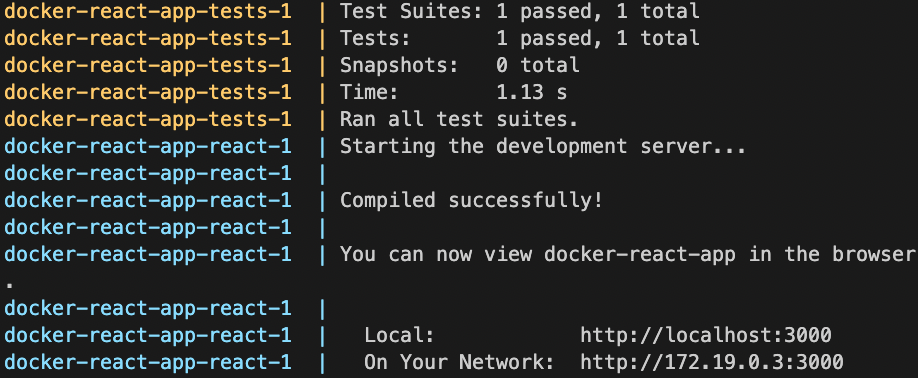 docker-react-app-tests-1  | Test Suites: 1 passed, 1 total
docker-react-app-tests-1  | Tests:       1 passed, 1 total
docker-react-app-tests-1  | Snapshots:   0 total
docker-react-app-tests-1  | Time:        1.13 s
docker-react-app-tests-1  | Ran all test suites.
docker-react-app-react-1  | Starting the development server...
docker-react-app-react-1  |
docker-react-app-react-1  | Compiled successfully!
docker-react-app-react-1  |
docker-react-app-react-1  | You can now view docker-react-app in the browser
.
docker-react-app-react-1  |
docker-react-app-react-1  |   Local:            http://localhost:3000
docker-react-app-react-1  |   On Your Network:  http://172.19.0.3:3000